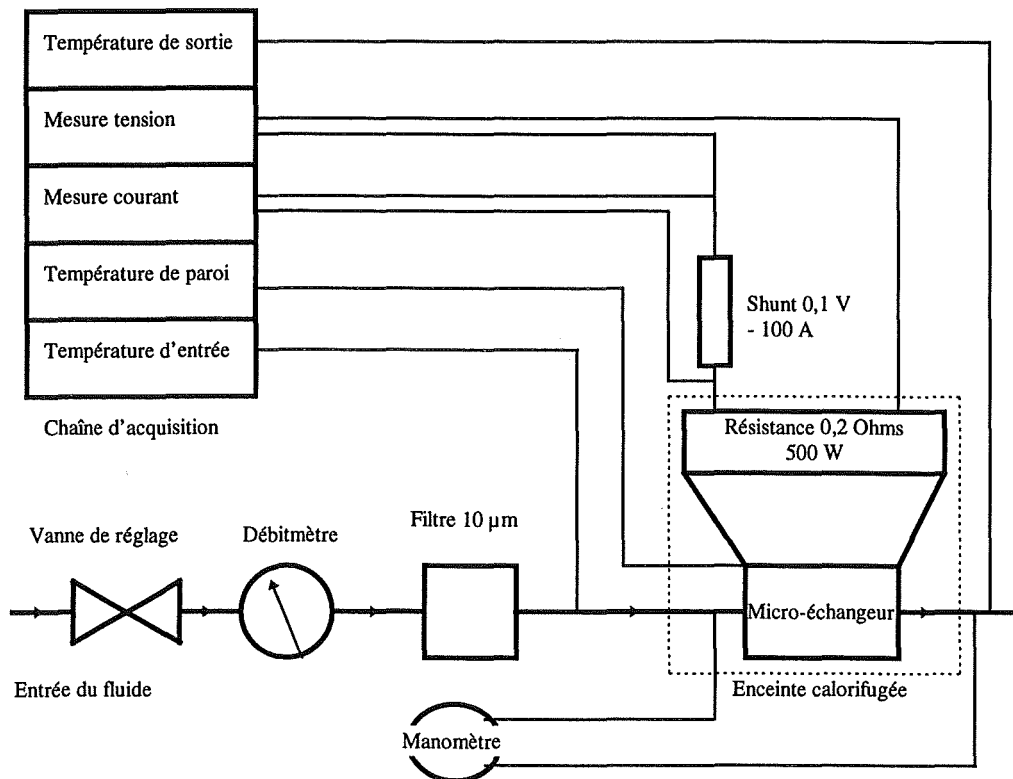 Température de sortie
Mesure tension
Mesure courant
Température de paroi
Température d'entrée
Chaîne d'acquisition
Shunt 0,1 V
- 100 A
Résistance 0,2 Ohms
500 W
Filtre 10 µm
Vanne de réglage
Débitmètre
Micro-échangeur
Entrée du fluide
Enceinte calorifugée
Manomètre